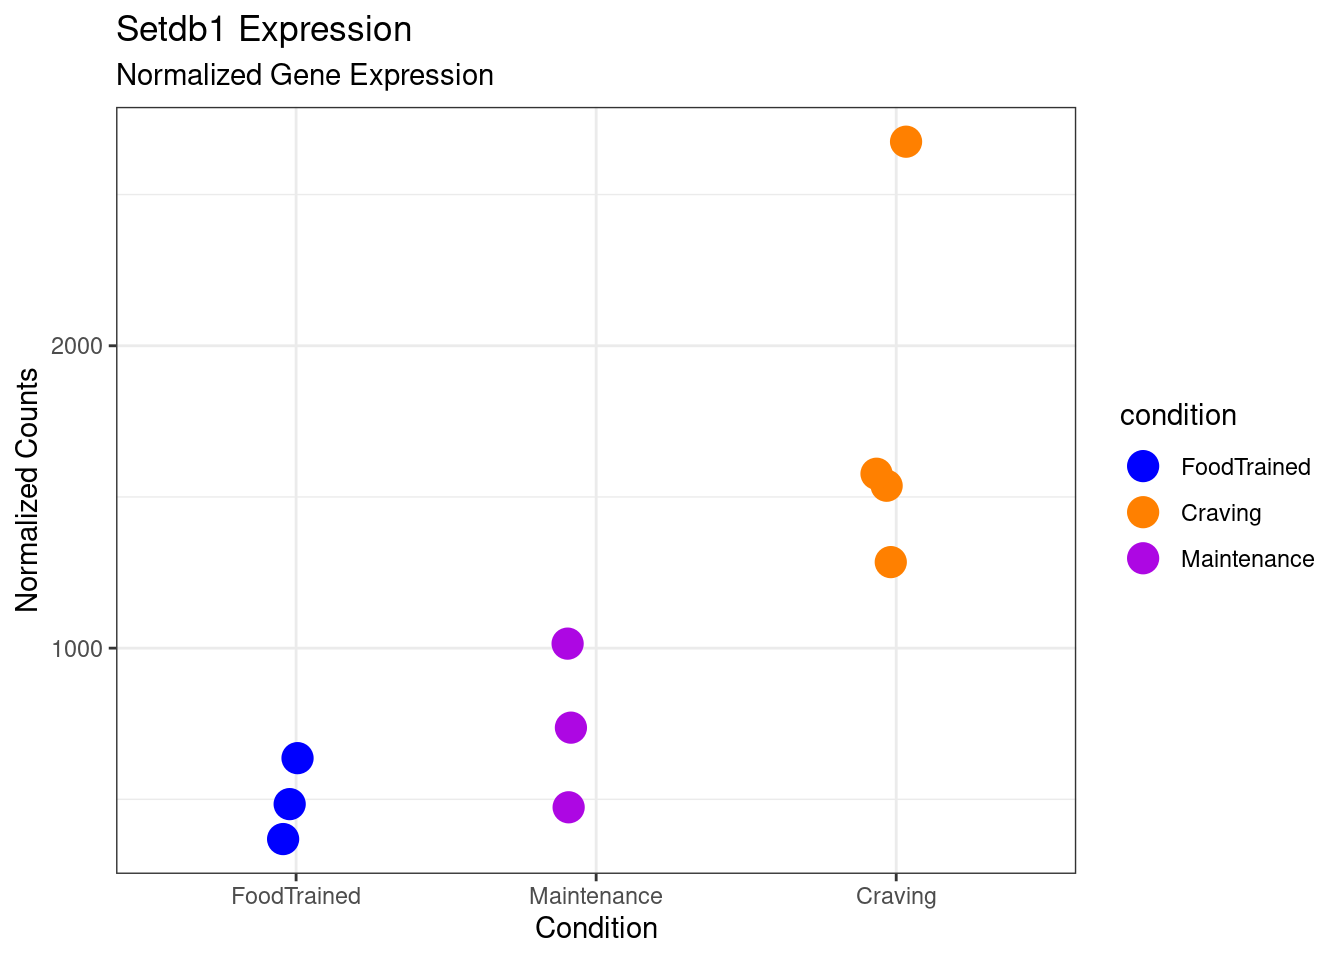 Setdb1 Expression
Normalized Gene Expression
Normalized Counts
2000
1000
FoodTrained
Maintenance
Craving
Condition
condition
FoodTrained
Craving
Maintenance